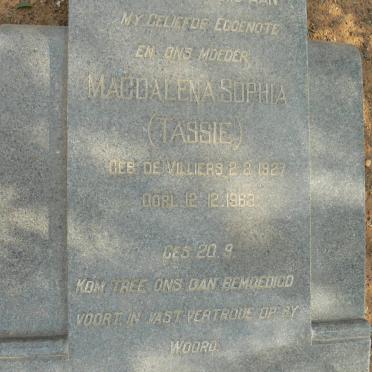 AAN
MY GELIEFDE EGGENOTE
EN ONS MOEDER
MAGDALENA SOPHIA
(TASSIE)
GEB. DE VILLIERS 2.8.1927
OORL. 12.12.1963
GES. 20. 9.
KOM TREE ONS DAN BEMOEDIGD
VOORT IN VAST VERTROUE OP SY
WOORD.